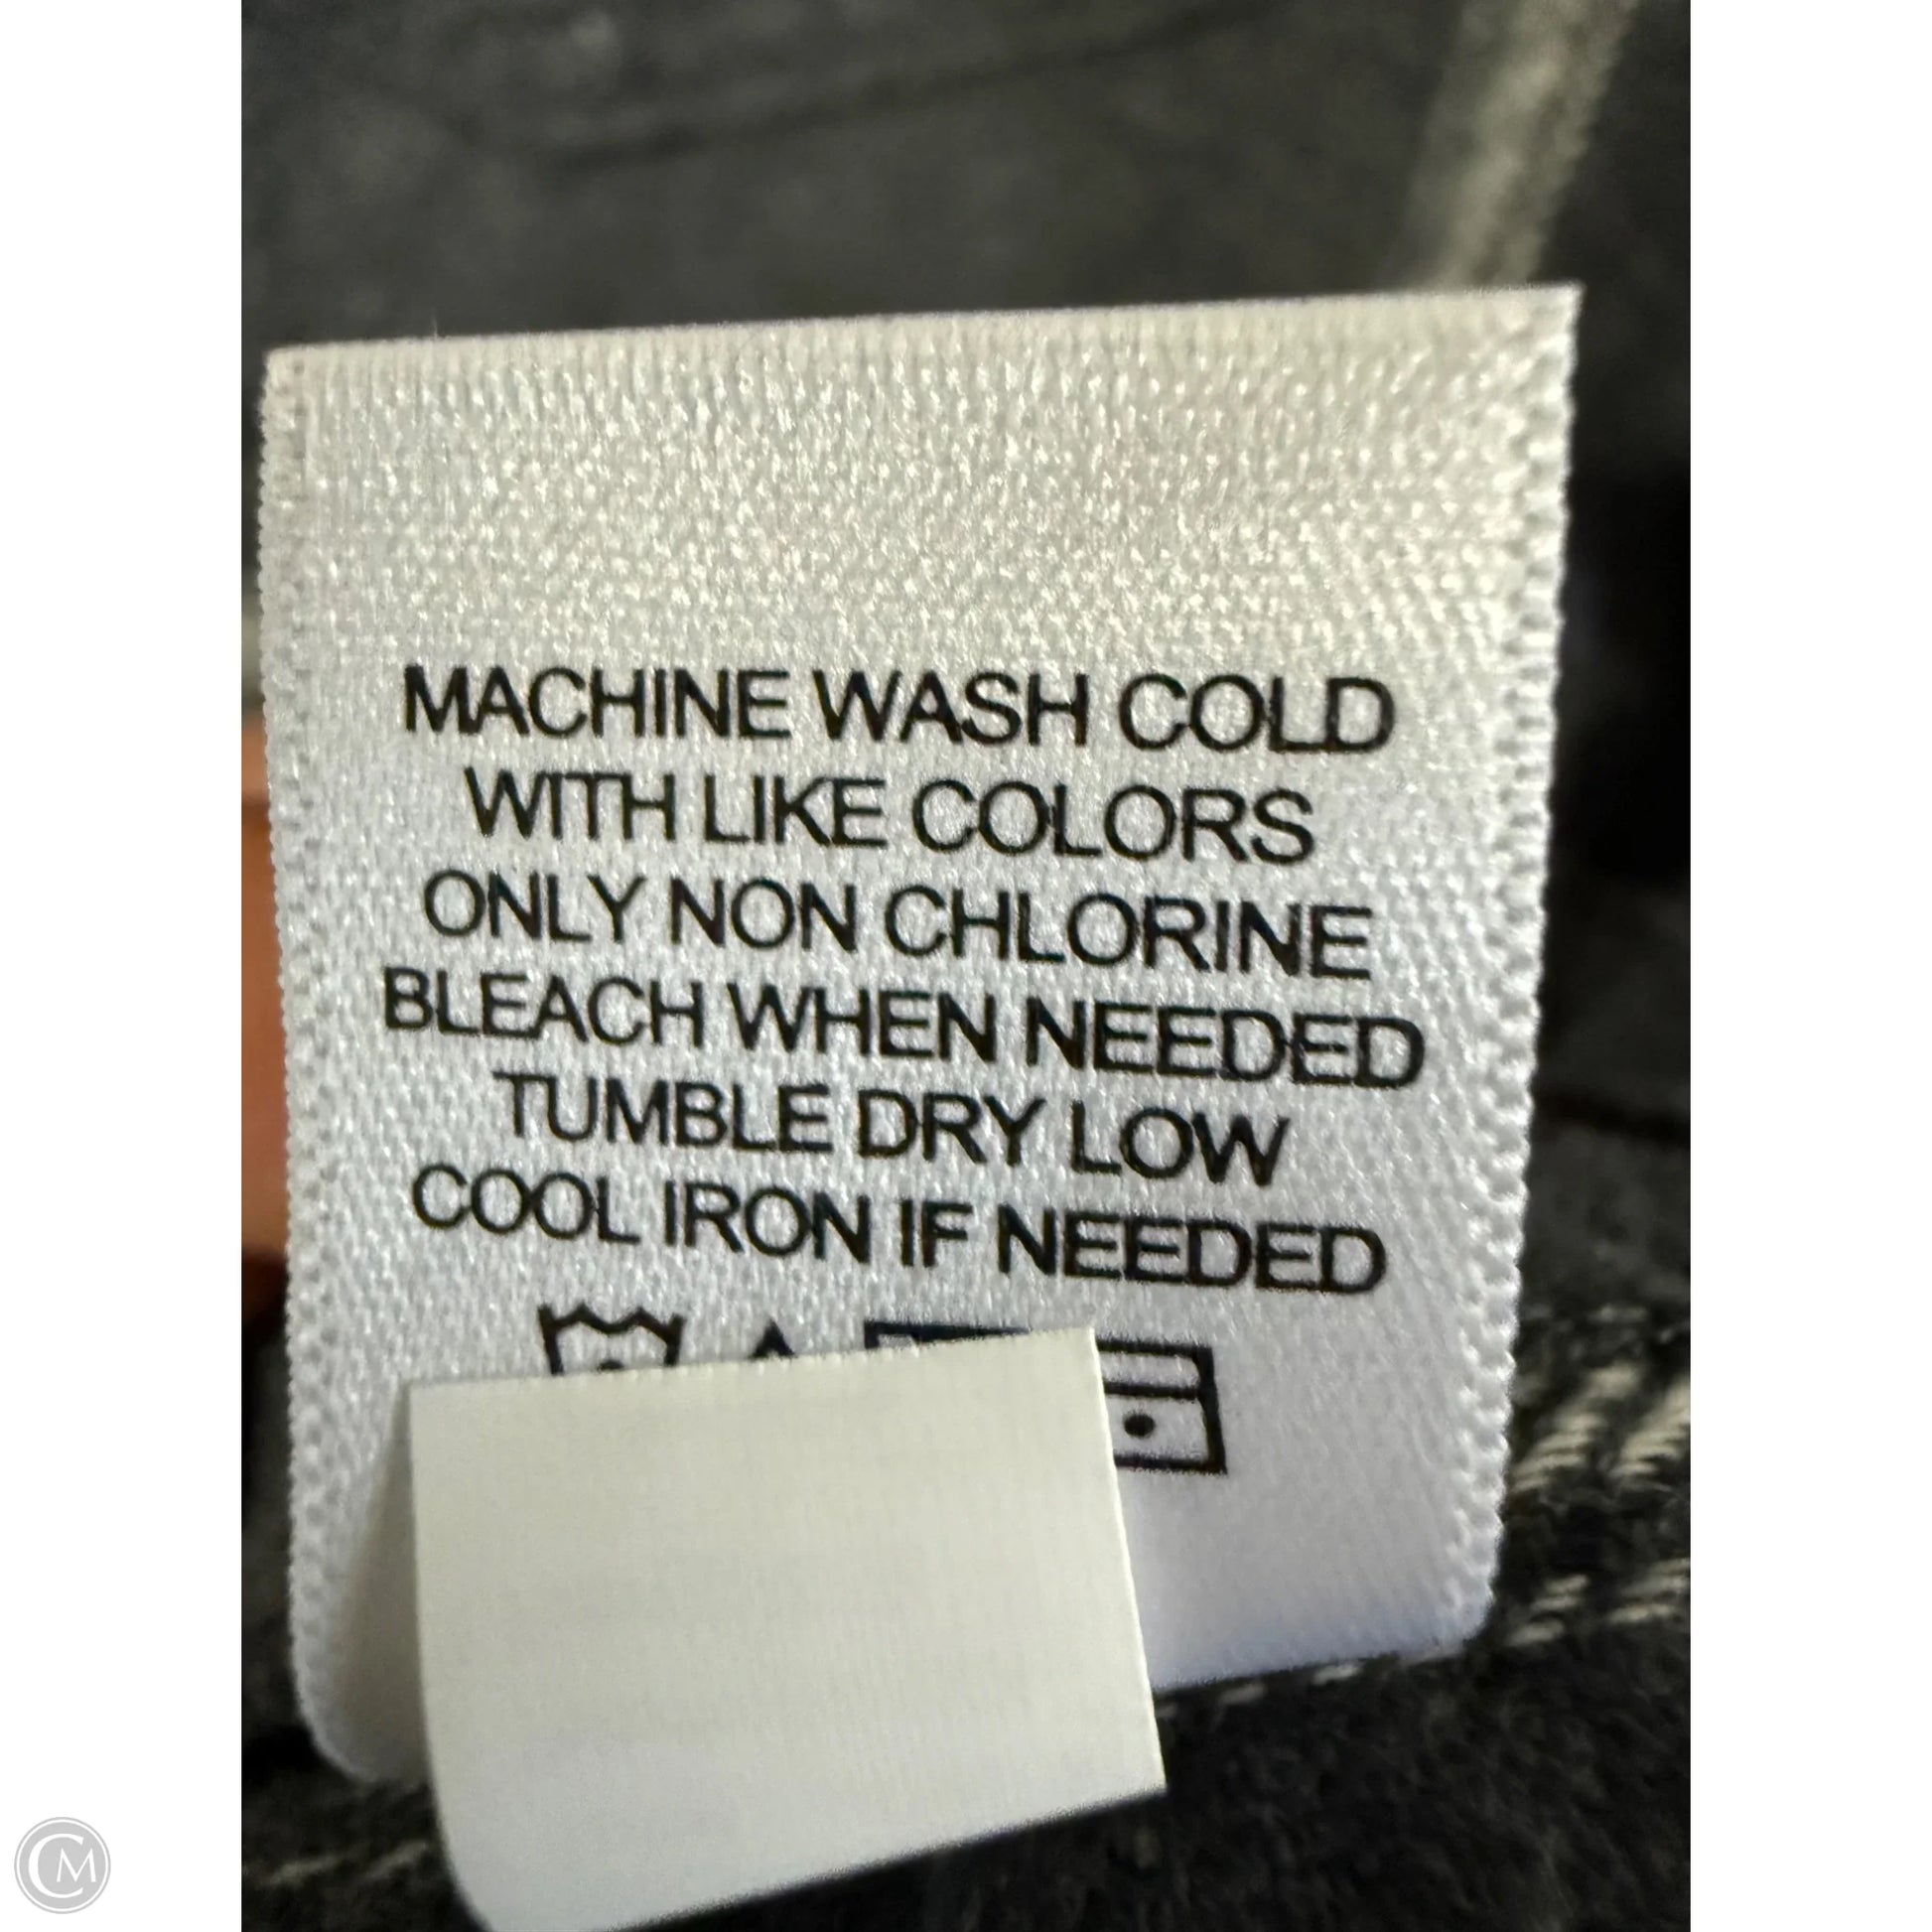 MACHINE WASH COLD
WITH LIKE COLORS
ONLY NON CHLORINE
BLEACH WHEN NEEDED
TUMBLE DRY LOW
COOL IRON IF NEEDED
CM